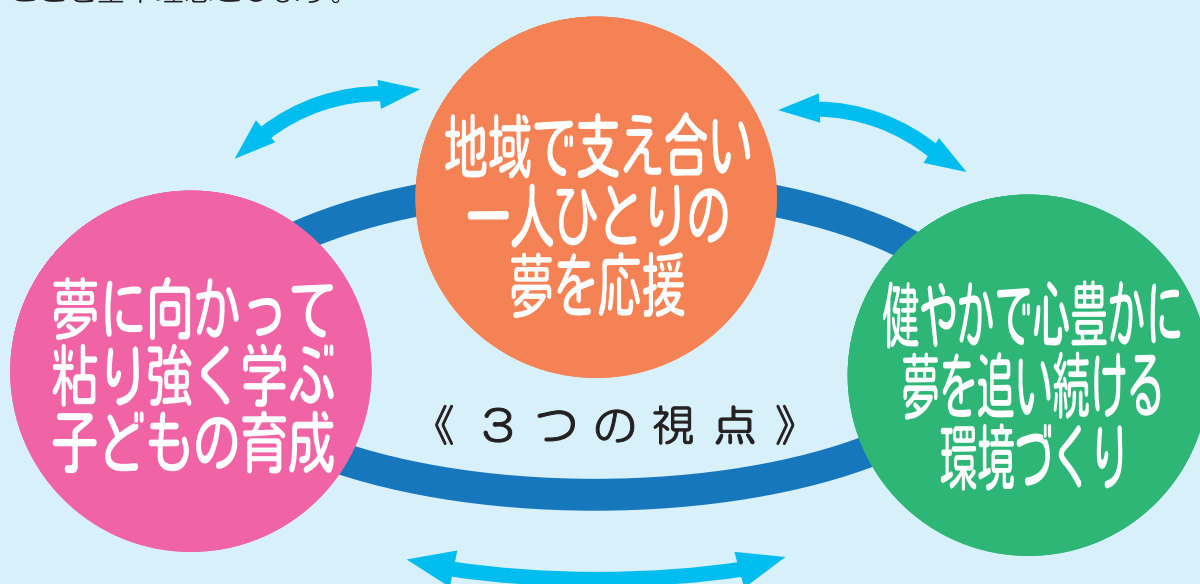 地域で支え合い
一人ひとりの
夢を応援
夢に向かって
粘り強く学ぶ
子どもの育成
健やかで心豊かに
夢を追い続ける
環境づくり
《３つの視点》